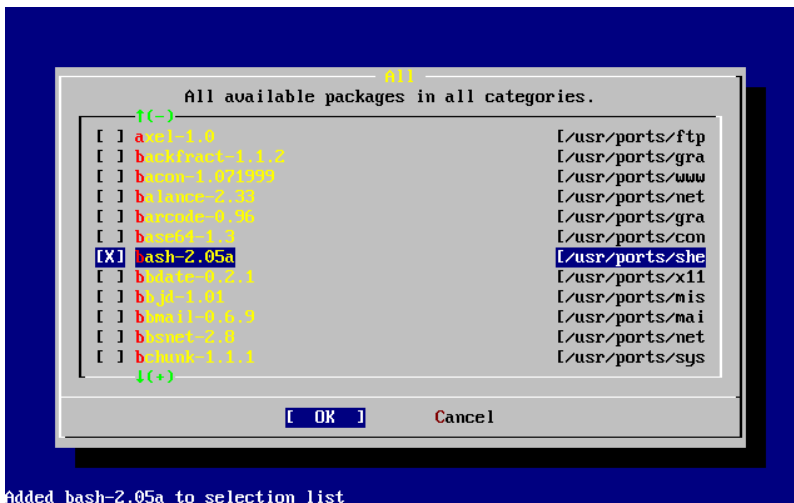 All
All available packages in all categories.
↑(-)
[ ] axel-1.0 [/usr/ports/ftp
[ ] backfract-1.1.2 [/usr/ports/gra
[ ] bacon-1.071999 [/usr/ports/www
[ ] balance-2.33 [/usr/ports/net
[ ] barcode-0.96 [/usr/ports/gra
[ ] base64-1.3 [/usr/ports/con
[X] bash-2.05a [/usr/ports/she
[ ] bbdate-0.2.1 [/usr/ports/x11
[ ] bbjd-1.01 [/usr/ports/mis
[ ] bbmail-0.6.9 [/usr/ports/mai
[ ] bbsnet-2.8 [/usr/ports/net
[ ] bchunk-1.1.1 [/usr/ports/sys
↓(+)
[ OK ] Cancel
Added bash-2.05a to selection list